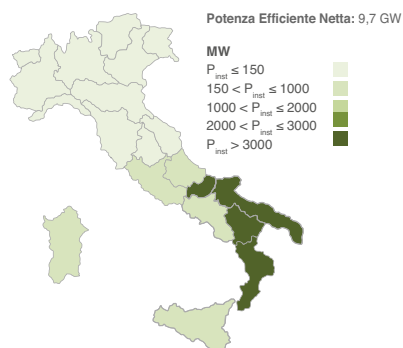 Potenza Efficiente Netta: 9,7 GW
MW
Pinst ≤ 150
150 < Pinst ≤ 1000
1000 < Pinst ≤ 2000
2000 < Pinst ≤ 3000
Pinst > 3000